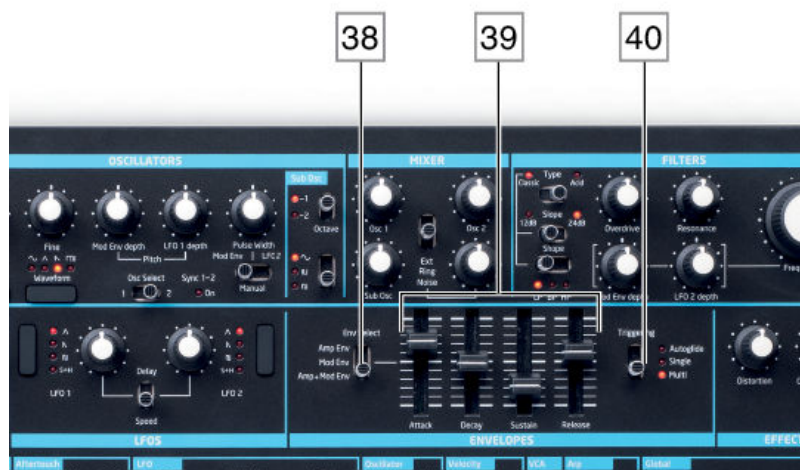 38 39 40
OSCILLATORS MIXER FILTERS
Sub Osc
Type
Classic Acid
-1
-2
Octave
Osc 1 Osc 2
12dB Slope 24dB
Overdrive Resonance
Fine Mod Env depth LFO 1 depth Pulse Width
Pitch
Mod Env LFO 2
Shape
Waveform
Osc Select Sync 1-2
1 2 On
Manual
Ext
Ring
Noise
Sub Osc
LP BP HP
Mod Env depth LFO 2 depth
Env Select
Amp Env
Mod Env
Amp+Mod Env
Triggering
Autoglide
Single
Multi
Delay
S+H S+H
LFO 1 LFO 2
Speed
Distortion
Attack Decay Sustain Release
LFOS ENVELOPES EFFECT
Aftertouch LFO Oscillator Velocity VCA Arp Global